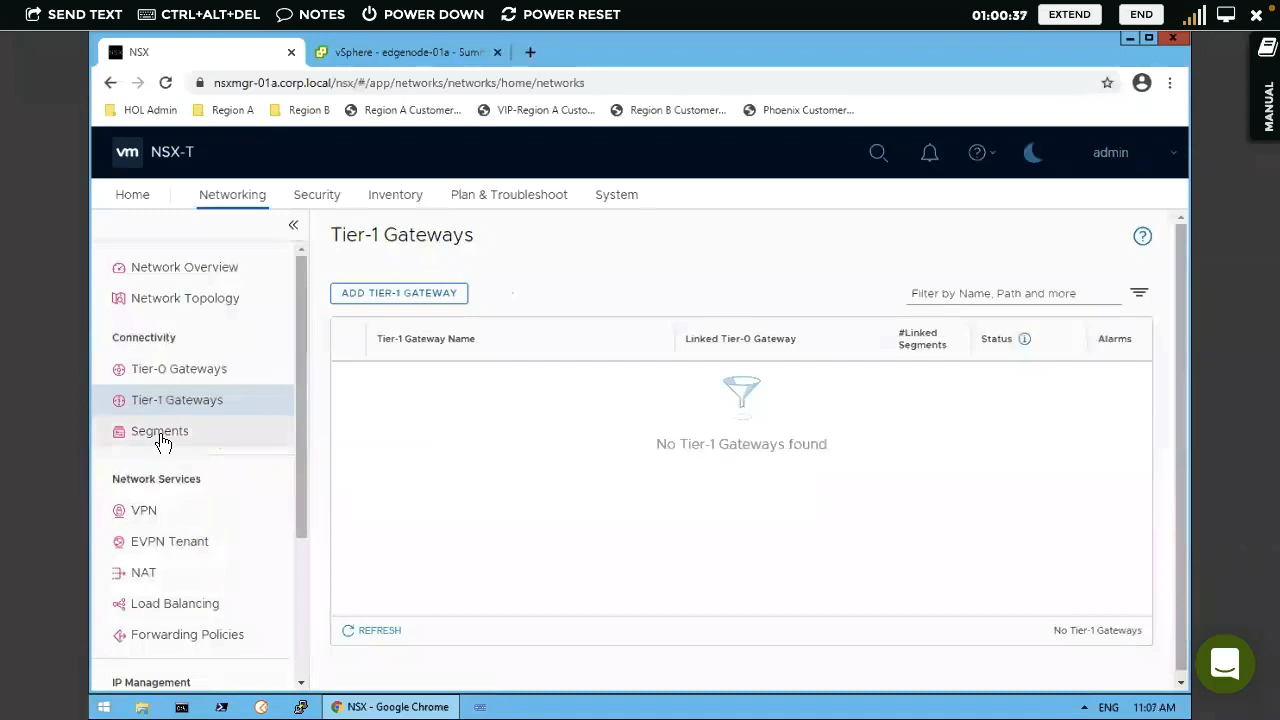 SEND TEXT CTRL+ALT+DEL NOTES POWER DOWN POWER RESET 01:00:37 EXTEND END
NSX vSphere - edgenode-01a - Sum
nsxmgr-01a.corp.local/nsx/#/app/networks/networks/home/networks
HOL Admin Region A Region B Region A Customer... VIP-Region A Custo... Region B Customer... Phoenix Customer...
MANUAL
vm NSX-T admin
Home Networking Security Inventory Plan & Troubleshoot System
Tier-1 Gateways
Network Overview
Network Topology
ADD TIER-1 GATEWAY Filter by Name, Path and more
Connectivity
Tier-1 Gateway Name Linked Tier-0 Gateway #Linked Segments Status Alarms
Tier-0 Gateways
Tier-1 Gateways
Segments
No Tier-1 Gateways found
Network Services
VPN
EVPN Tenant
NAT
Load Balancing
Forwarding Policies
REFRESH No Tier-1 Gateways
IP Management
NSX - Google Chrome ENG 11:07 AM